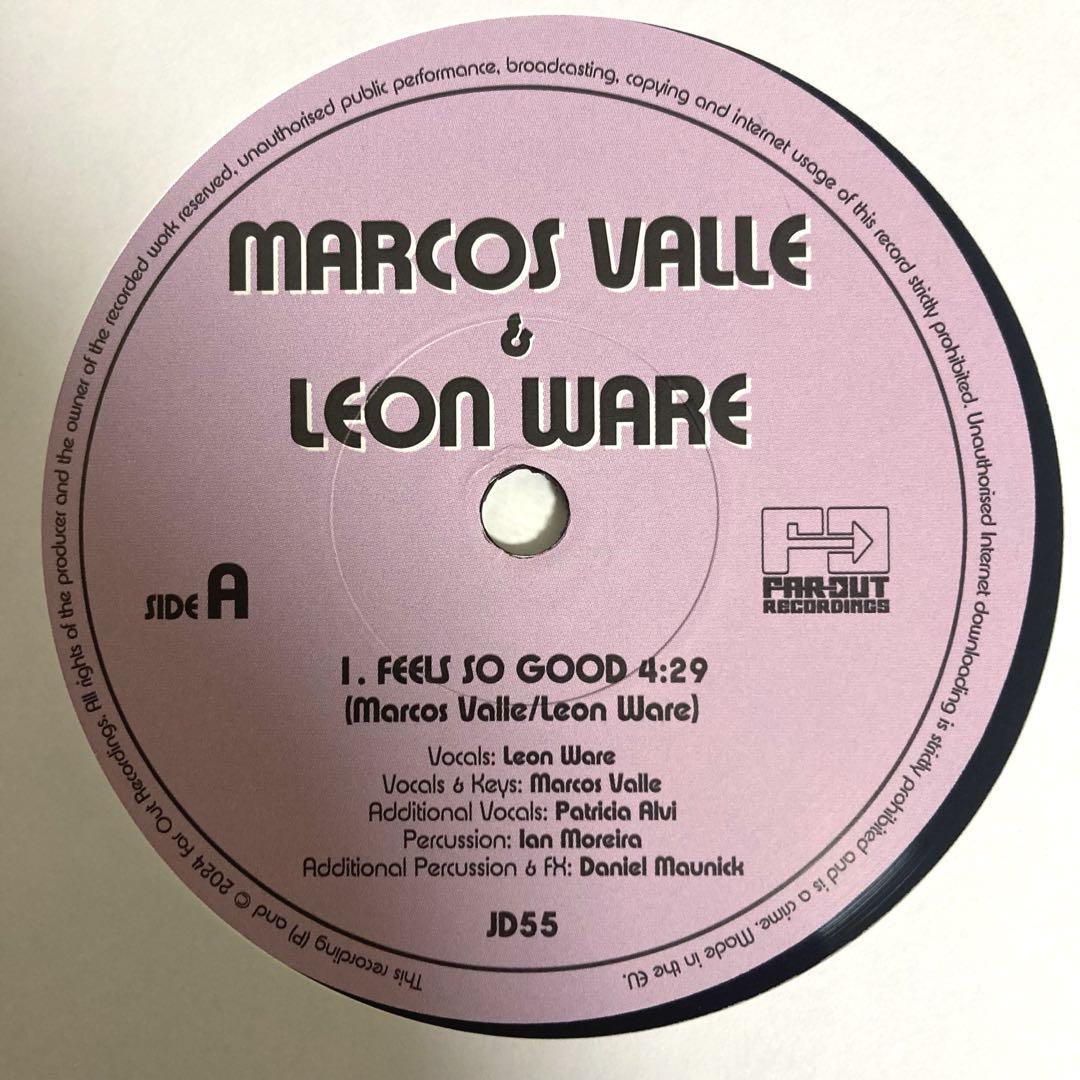 This recording (P) and © 2024 Far Out Recordings. All rights of the producer and the owner of the recorded work reserved, unauthorised public performance, broadcasting, copying and internet usage of this record strictly prohibited. Unauthorised Internet downloading is strictly prohibited and is a crime. Made in the EU.
MARCOS VALLE
&
LEON WARE
FAR OUT
RECORDINGS
SIDE A
1. FEELS SO GOOD 4:29
(Marcos Valle/Leon Ware)
Vocals: Leon Ware
Vocals & Keys: Marcos Valle
Additional Vocals: Patricia Alvi
Percussion: Ian Moreira
Additional Percussion & FX: Daniel Maunick
JD55